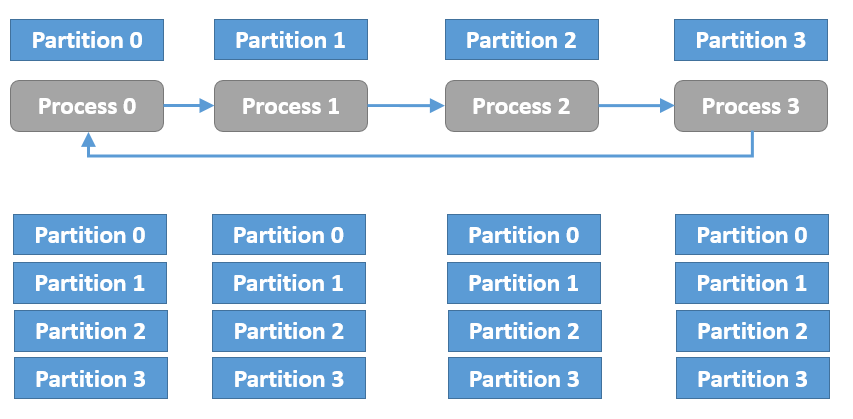 Partition 0 Partition 1 Partition 2 Partition 3
Process 0 Process 1 Process 2 Process 3
Partition 0 Partition 0 Partition 0 Partition 0
Partition 1 Partition 1 Partition 1 Partition 1
Partition 2 Partition 2 Partition 2 Partition 2
Partition 3 Partition 3 Partition 3 Partition 3